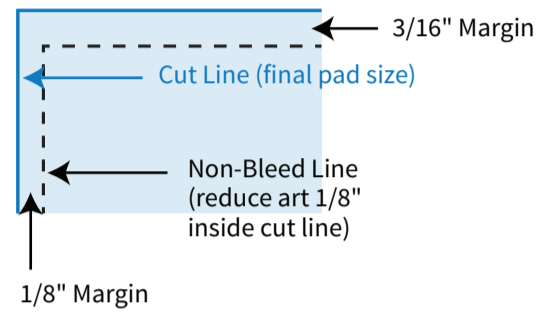 3/16" Margin
Cut Line (final pad size)
Non-Bleed Line
(reduce art 1/8"
inside cut line)
1/8" Margin